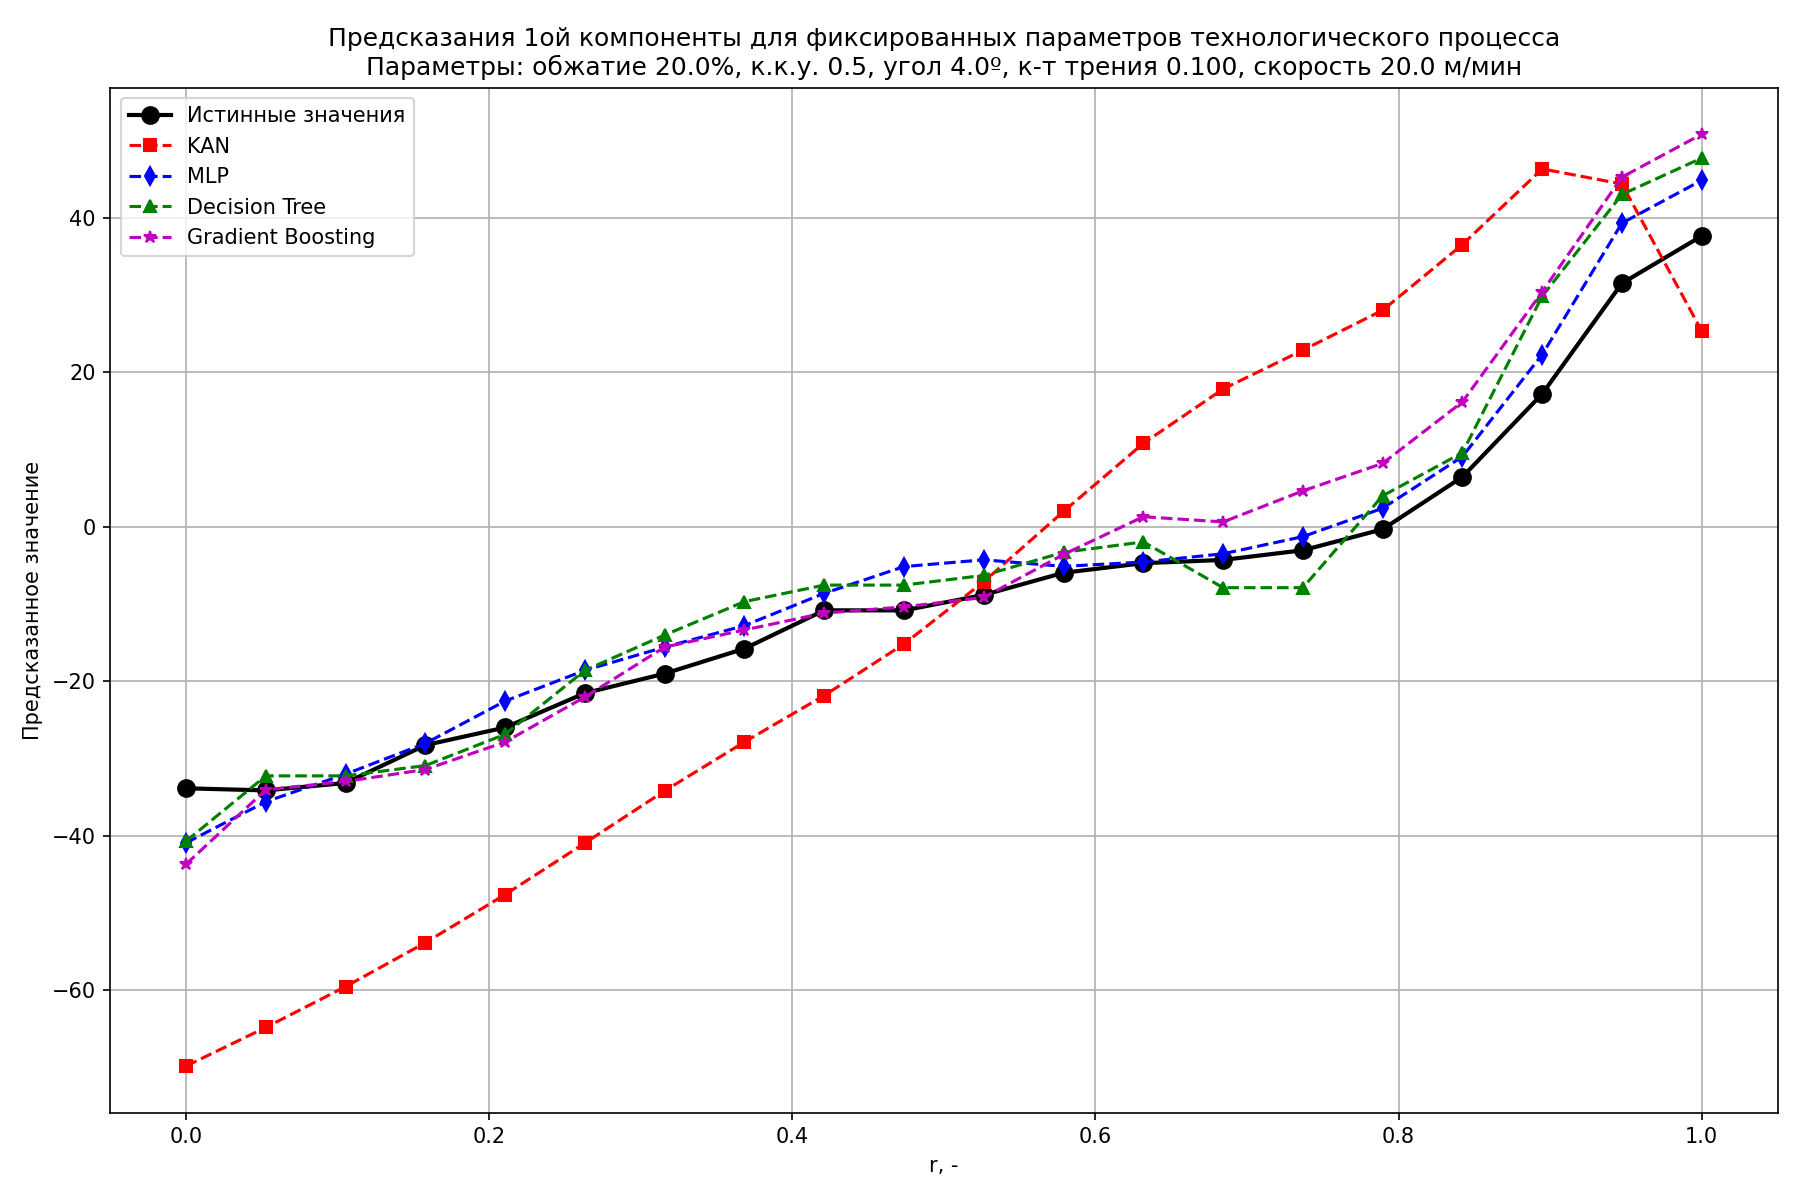 Предсказания 1ой компоненты для фиксированных параметров технологического процесса
Параметры: обжатие 20.0%, к.к.у. 0.5, угол 4.0º, к-т трения 0.100, скорость 20.0 м/мин
Истинные значения
KAN
MLP
Decision Tree
Gradient Boosting
Предсказанное значение
40
20
0
−20
−40
−60
0.0
0.2
0.4
0.6
0.8
1.0
r, -